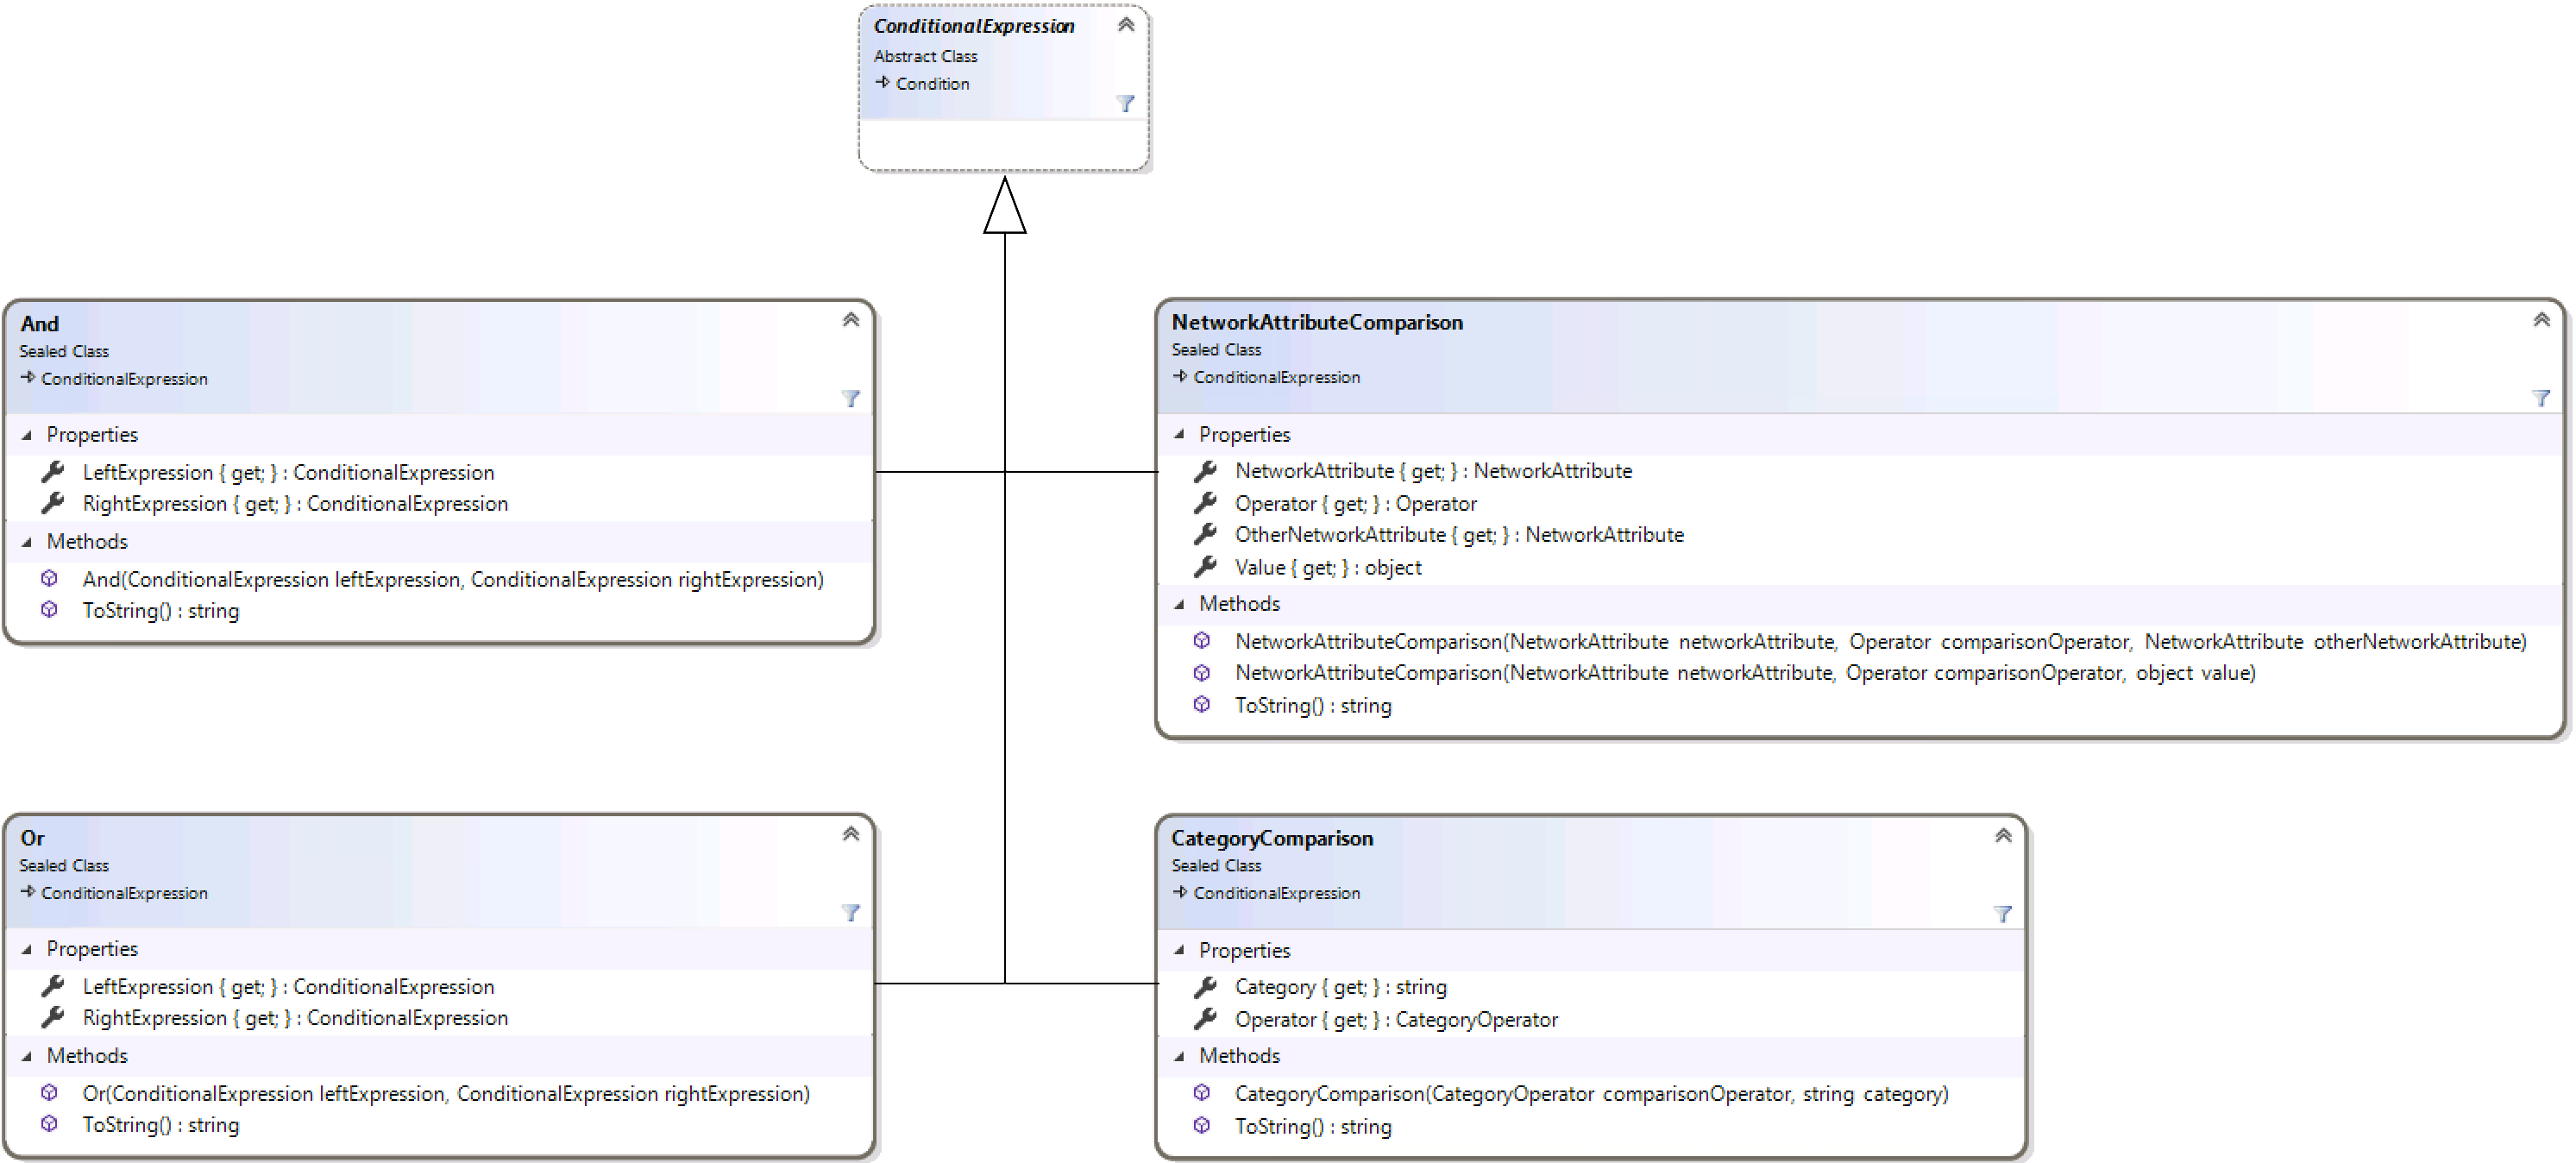 ConditionalExpression
Abstract Class
Condition
And
Sealed Class
ConditionalExpression
Properties
LeftExpression { get; } : ConditionalExpression
RightExpression { get; } : ConditionalExpression
Methods
And(ConditionalExpression leftExpression, ConditionalExpression rightExpression)
ToString() : string
NetworkAttributeComparison
Sealed Class
ConditionalExpression
Properties
NetworkAttribute { get; } : NetworkAttribute
Operator { get; } : Operator
OtherNetworkAttribute { get; } : NetworkAttribute
Value { get; } : object
Methods
NetworkAttributeComparison(NetworkAttribute networkAttribute, Operator comparisonOperator, NetworkAttribute otherNetworkAttribute)
NetworkAttributeComparison(NetworkAttribute networkAttribute, Operator comparisonOperator, object value)
ToString() : string
Or
Sealed Class
ConditionalExpression
Properties
LeftExpression { get; } : ConditionalExpression
RightExpression { get; } : ConditionalExpression
Methods
Or(ConditionalExpression leftExpression, ConditionalExpression rightExpression)
ToString() : string
CategoryComparison
Sealed Class
ConditionalExpression
Properties
Category { get; } : string
Operator { get; } : CategoryOperator
Methods
CategoryComparison(CategoryOperator comparisonOperator, string category)
ToString() : string